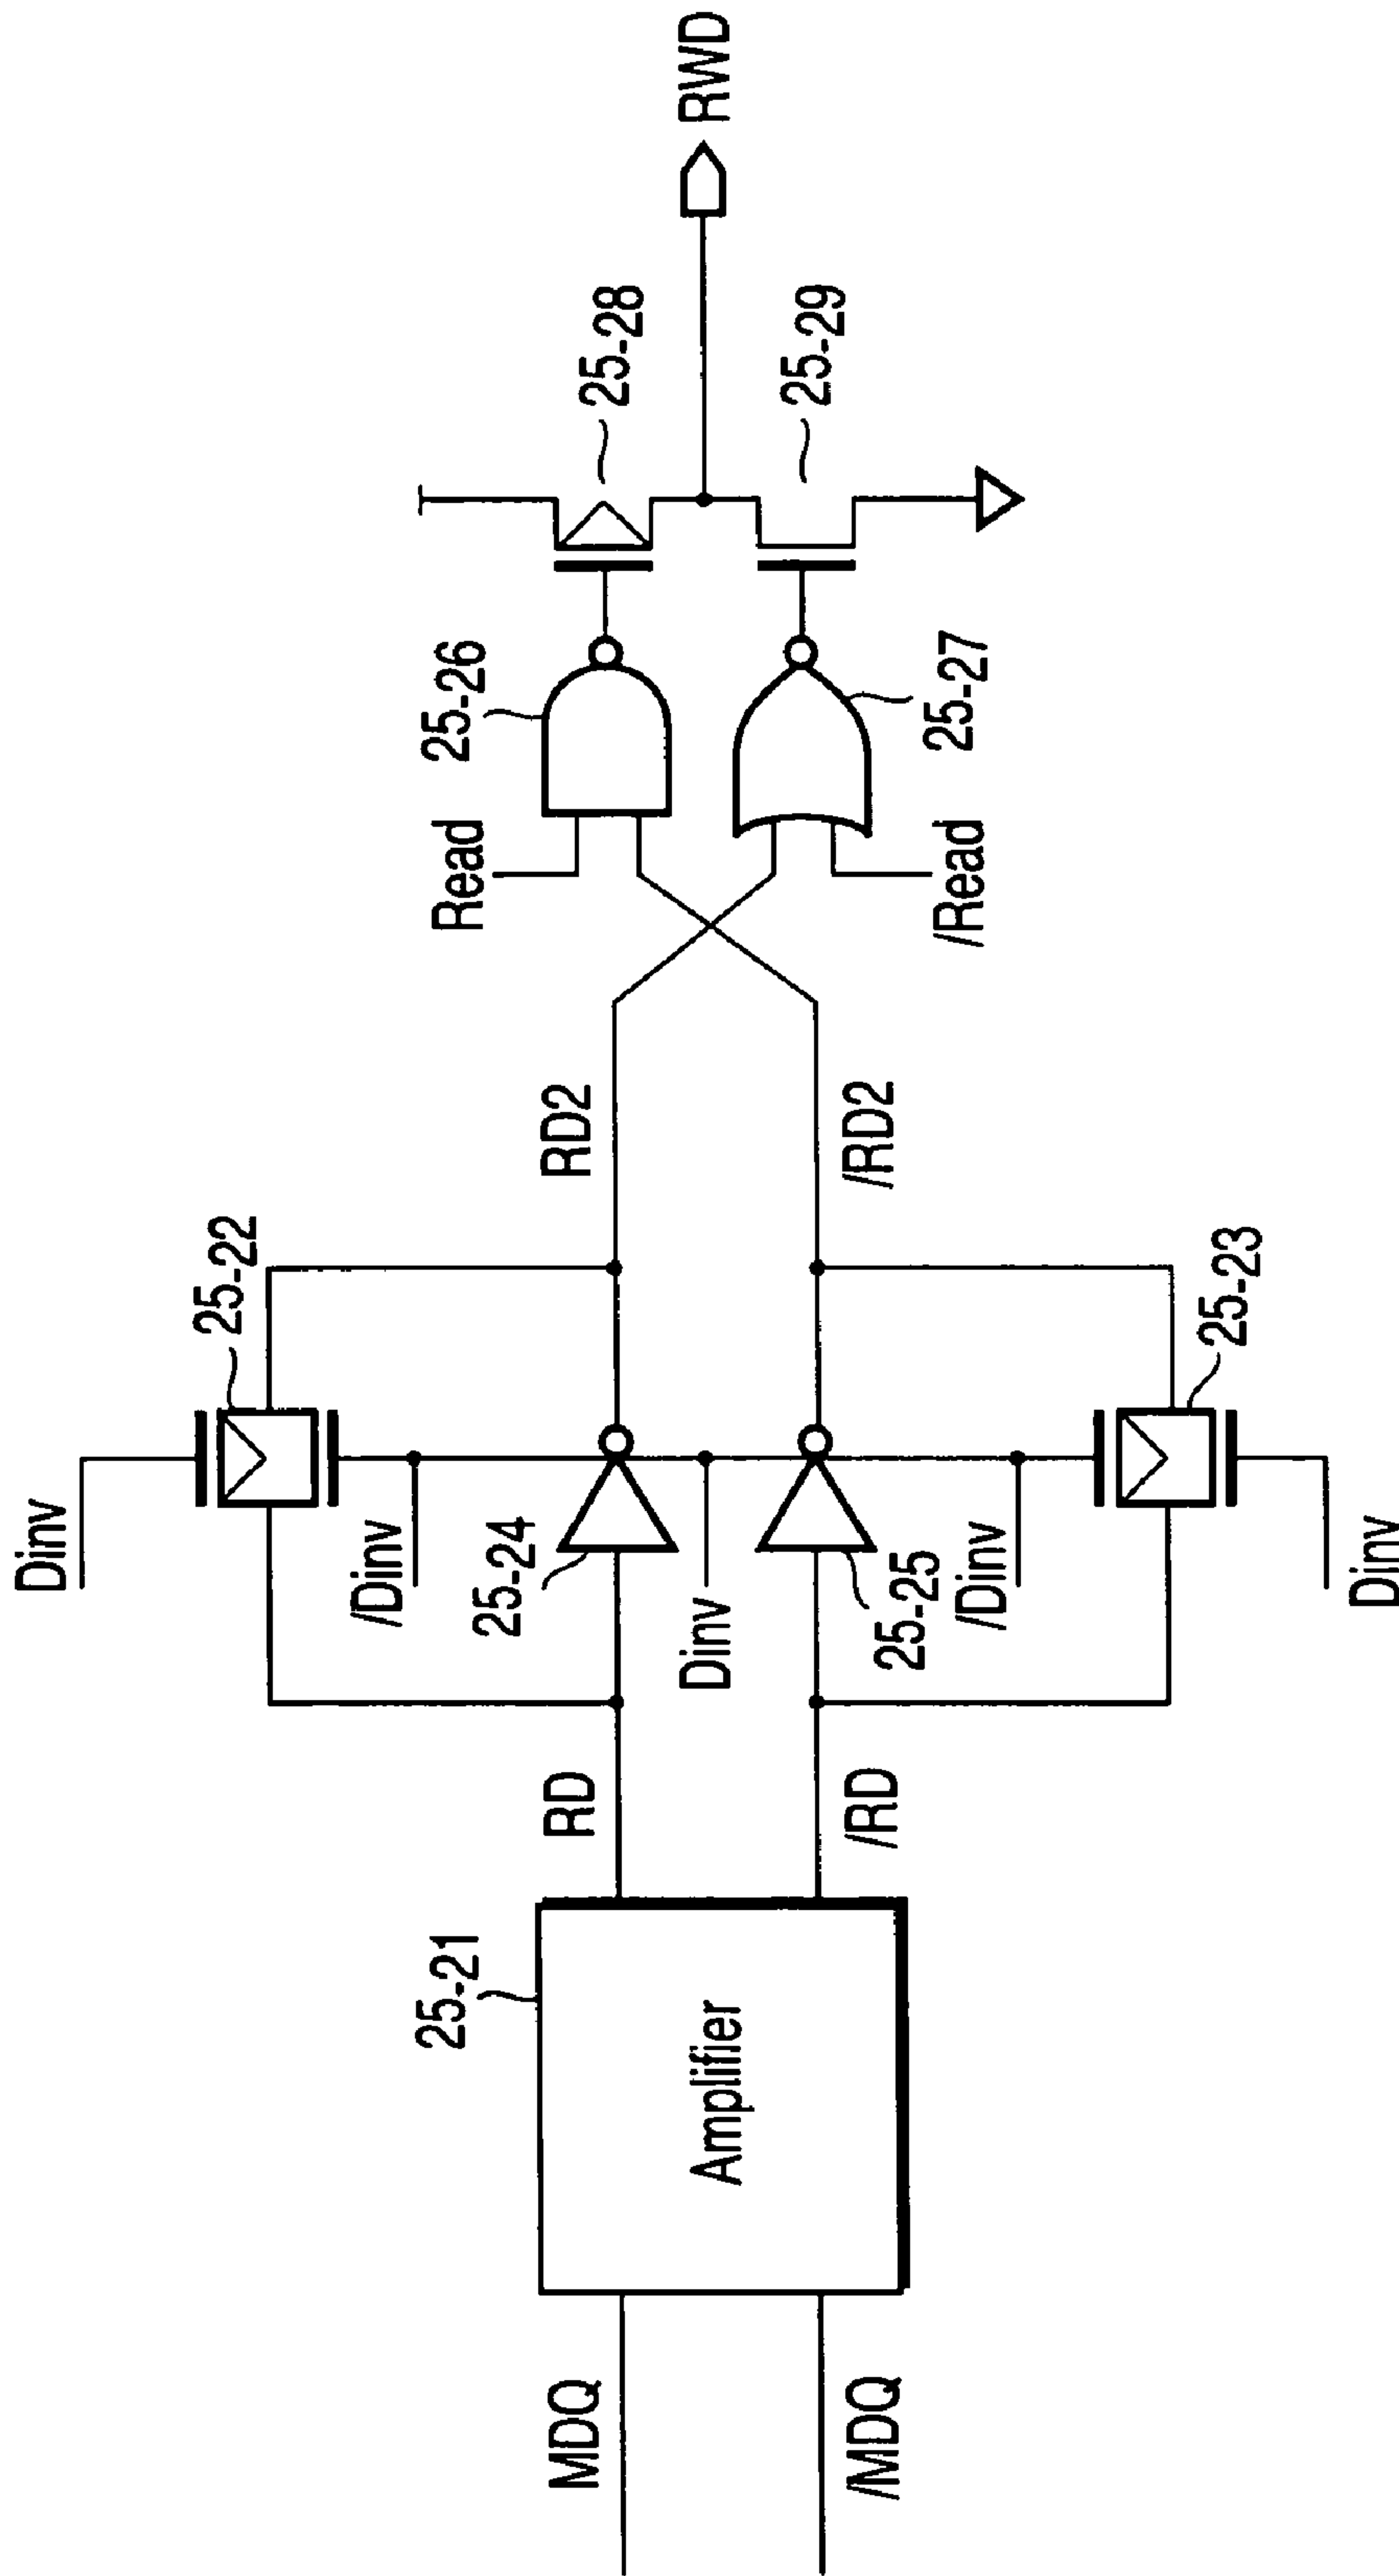 MDQ
/MDQ
25-21
Amplifier
RD
/RD
Dinv
/Dinv
25-22
25-24
Dinv
25-25
/Dinv
25-23
Dinv
RD2
/RD2
Read
25-26
/Read
25-27
25-28
25-29
RWD